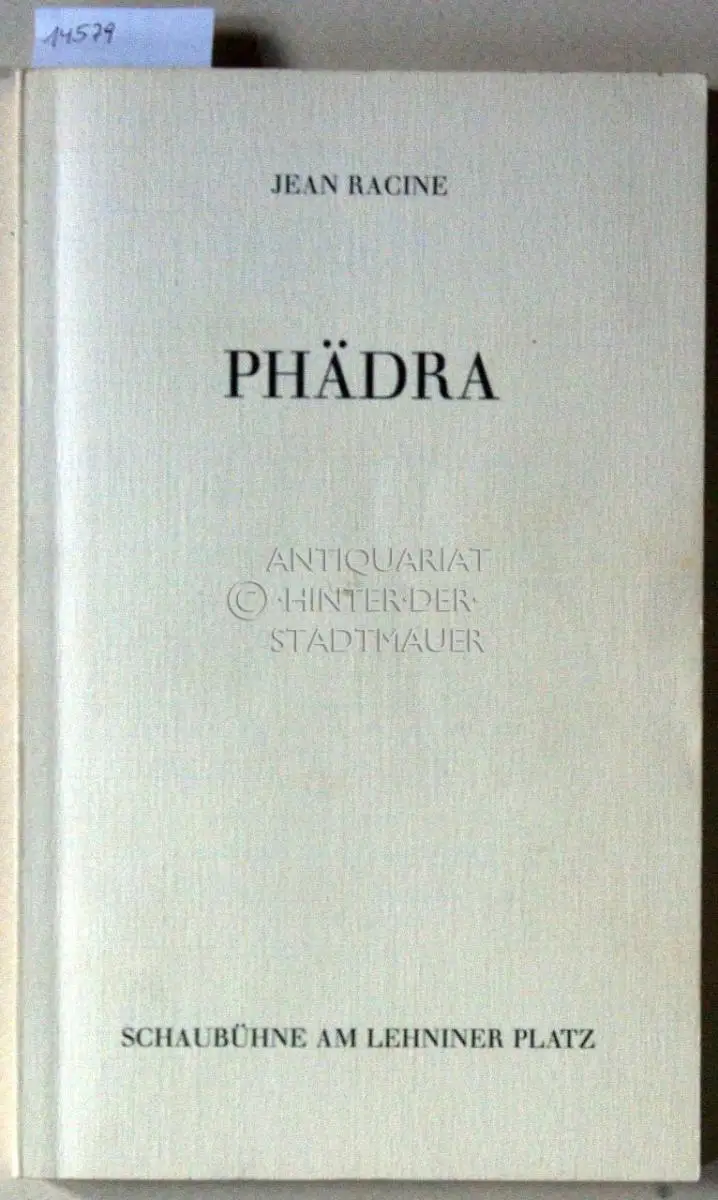 14579
JEAN RACINE
PHÄDRA
ANTIQUARIAT
© ·HINTER·DER·
STADTMAUER
SCHAUBÜHNE AM LEHNINER PLATZ